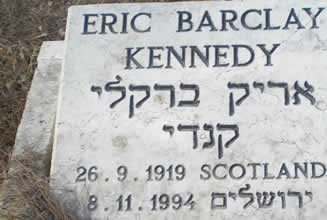 ERIC BARCLAY
KENNEDY
אריק ברקלי
קנדי
26.9.1919 SCOTLAND
8.11.1994 ירושלים